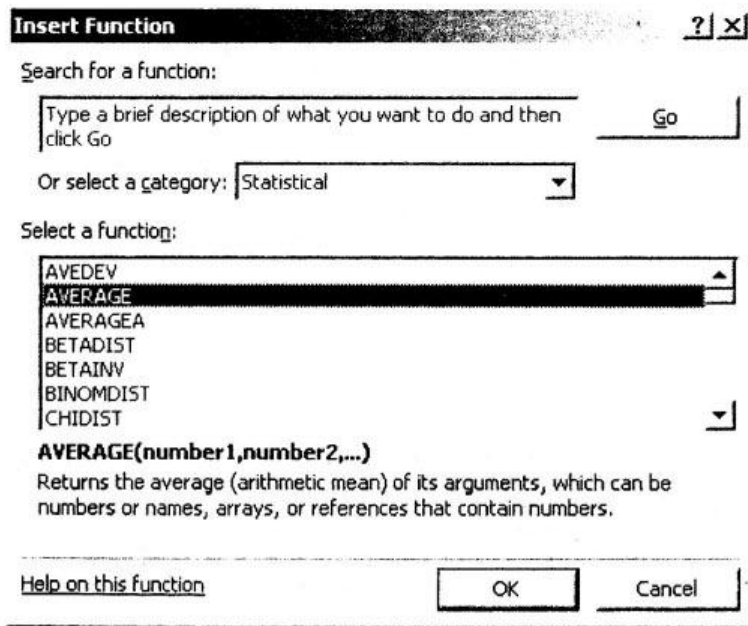 Insert Function
Search for a function:
Type a brief description of what you want to do and then
click Go
Go
Or select a category: Statistical
Select a function:
AVEDEV
AVERAGE
AVERAGEA
BETADIST
BETAINV
BINOMDIST
CHIDIST
AVERAGE(number1,number2,...)
Returns the average (arithmetic mean) of its arguments, which can be
numbers or names, arrays, or references that contain numbers.
Help on this function
OK
Cancel